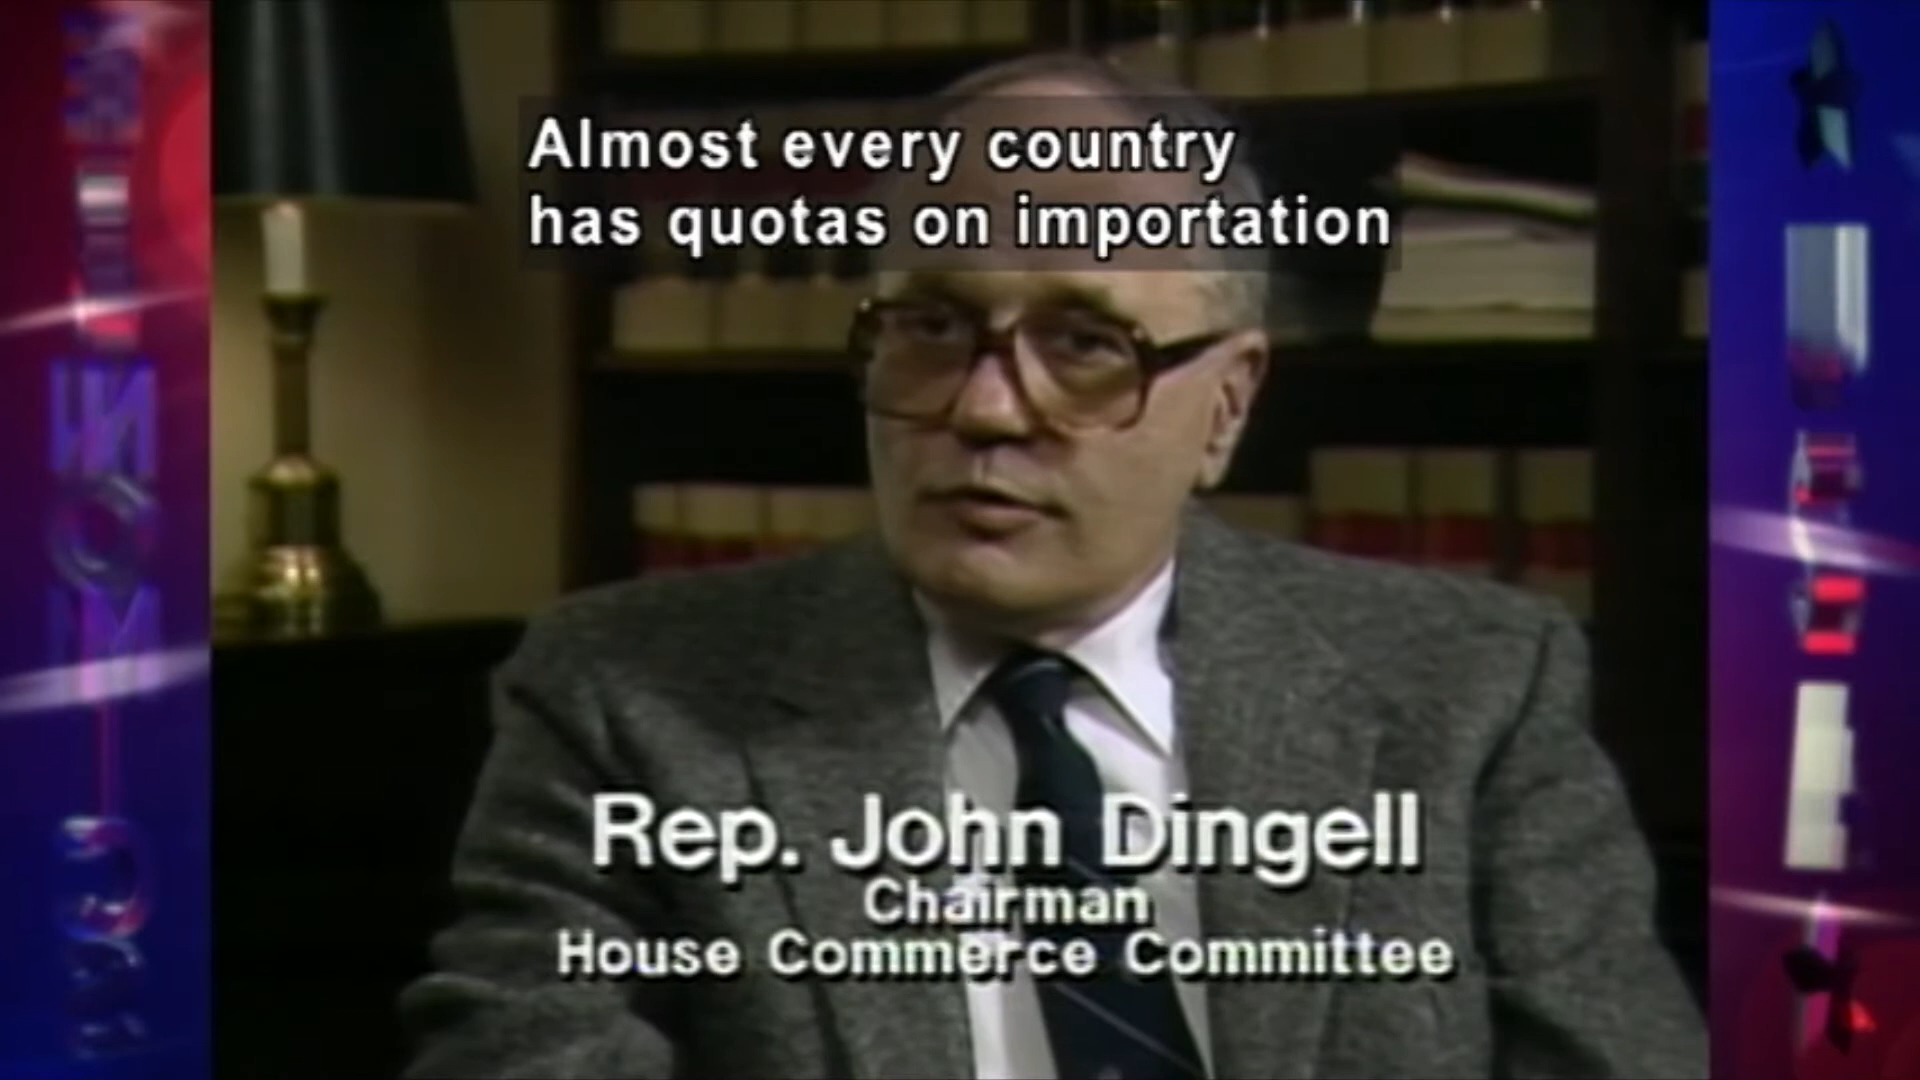 Almost every country
has quotas on importation
Rep. John Dingell
Chairman
House Commerce Committee